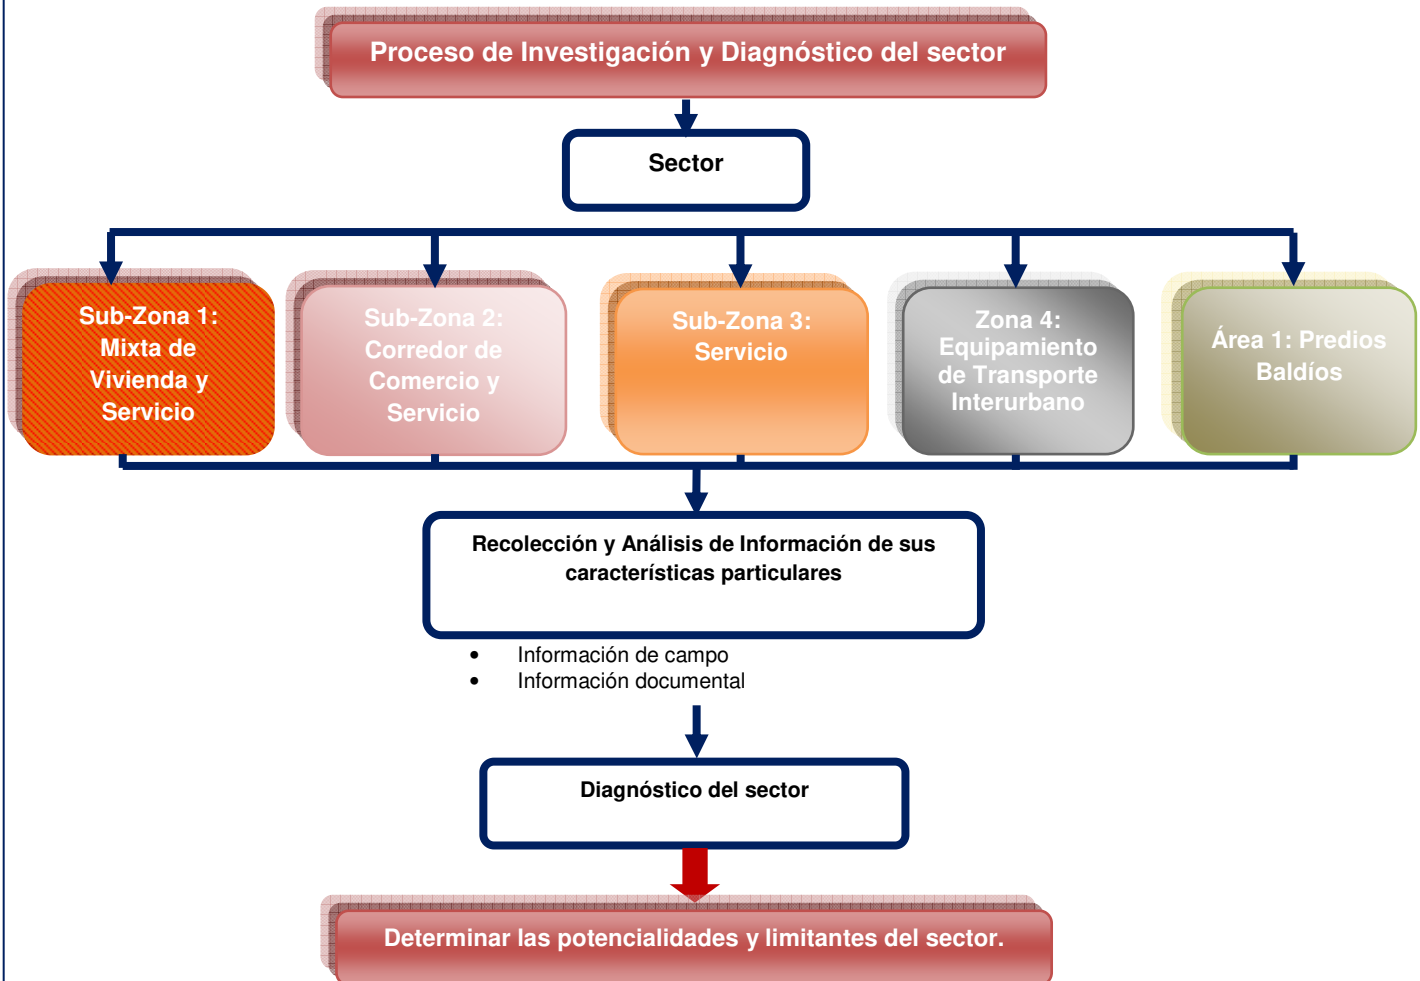 Proceso de Investigación y Diagnóstico del sector
Sector
Sub-Zona 1:
Mixta de
Vivienda y
Servicio
Sub-Zona 2:
Corredor de
Comercio y
Servicio
Sub-Zona 3:
Servicio
Zona 4:
Equipamiento
de Transporte
Interurbano
Área 1: Predios
Baldíos
Recolección y Análisis de Información de sus
características particulares
• Información de campo
• Información documental
Diagnóstico del sector
Determinar las potencialidades y limitantes del sector.